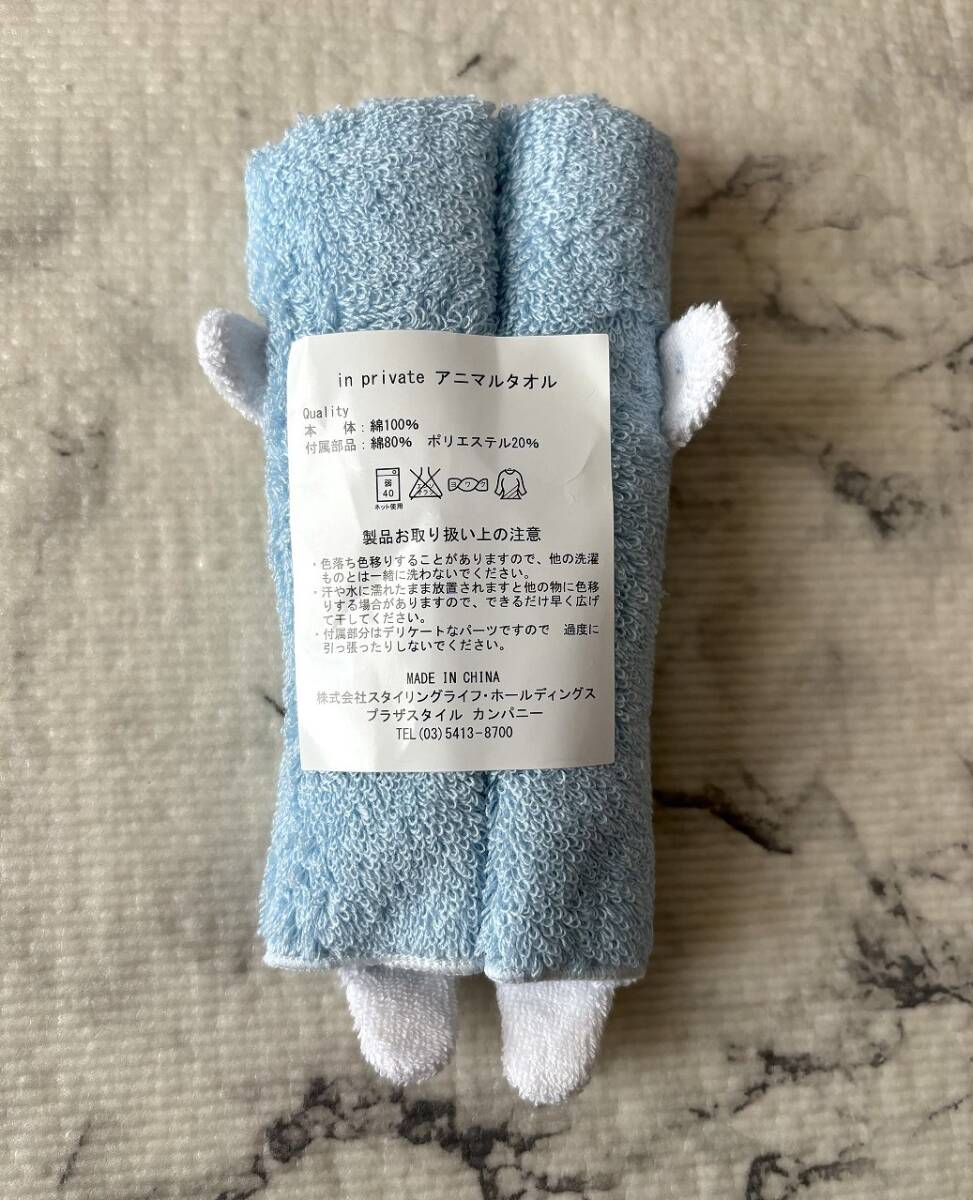 in private アニマルタオル
Quality
本　体：綿100%
付属部品：綿80%　ポリエステル20%
弱
40
ネット使用
エンソ
サラシ
ヨワク
製品お取り扱い上の注意
・色落ち色移りすることがありますので、他の洗濯
ものとは一緒に洗わないでください。
・汗や水に濡れたまま放置されますと他の物に色移
りする場合がありますので、できるだけ早く広げ
て干してください。
・付属部分はデリケートなパーツですので　過度に
引っ張ったりしないでください。
MADE IN CHINA
株式会社スタイリングライフ・ホールディングス
プラザスタイル カンパニー
TEL(03)5413-8700